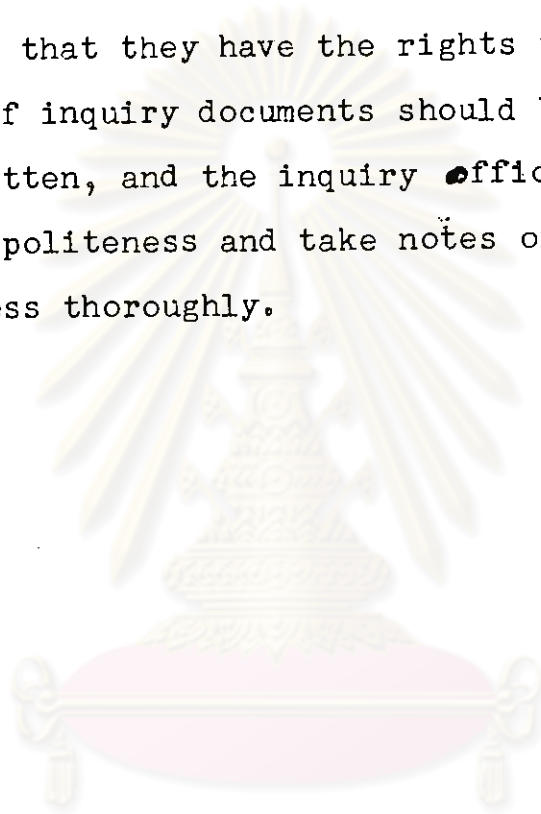 that they have the rights
f inquiry documents should
tten, and the inquiry offic
politeness and take notes o
ss thoroughly.